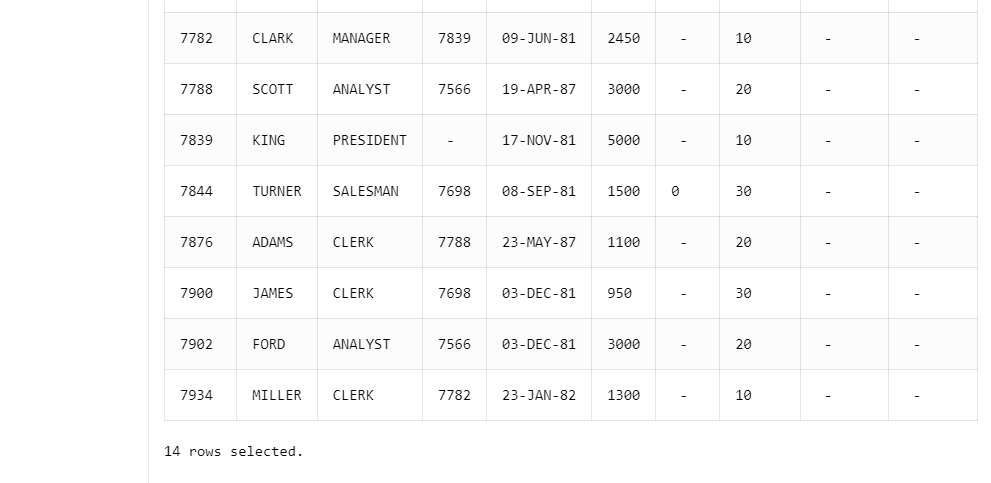 7782 CLARK MANAGER 7839 09-JUN-81 2450 - 10 - -
7788 SCOTT ANALYST 7566 19-APR-87 3000 - 20 - -
7839 KING PRESIDENT - 17-NOV-81 5000 - 10 - -
7844 TURNER SALESMAN 7698 08-SEP-81 1500 0 30 - -
7876 ADAMS CLERK 7788 23-MAY-87 1100 - 20 - -
7900 JAMES CLERK 7698 03-DEC-81 950 - 30 - -
7902 FORD ANALYST 7566 03-DEC-81 3000 - 20 - -
7934 MILLER CLERK 7782 23-JAN-82 1300 - 10 - -
14 rows selected.